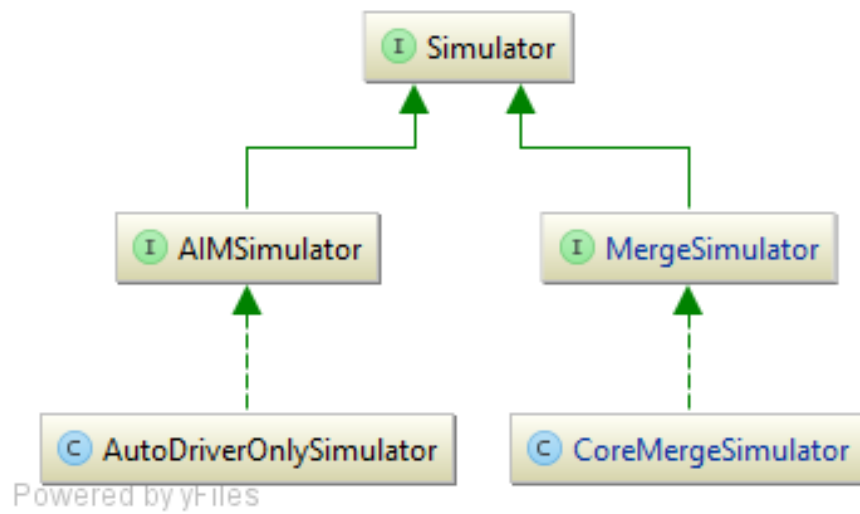 I Simulator
I AIMSimulator
I MergeSimulator
C AutoDriverOnlySimulator
C CoreMergeSimulator
Powered by yFiles